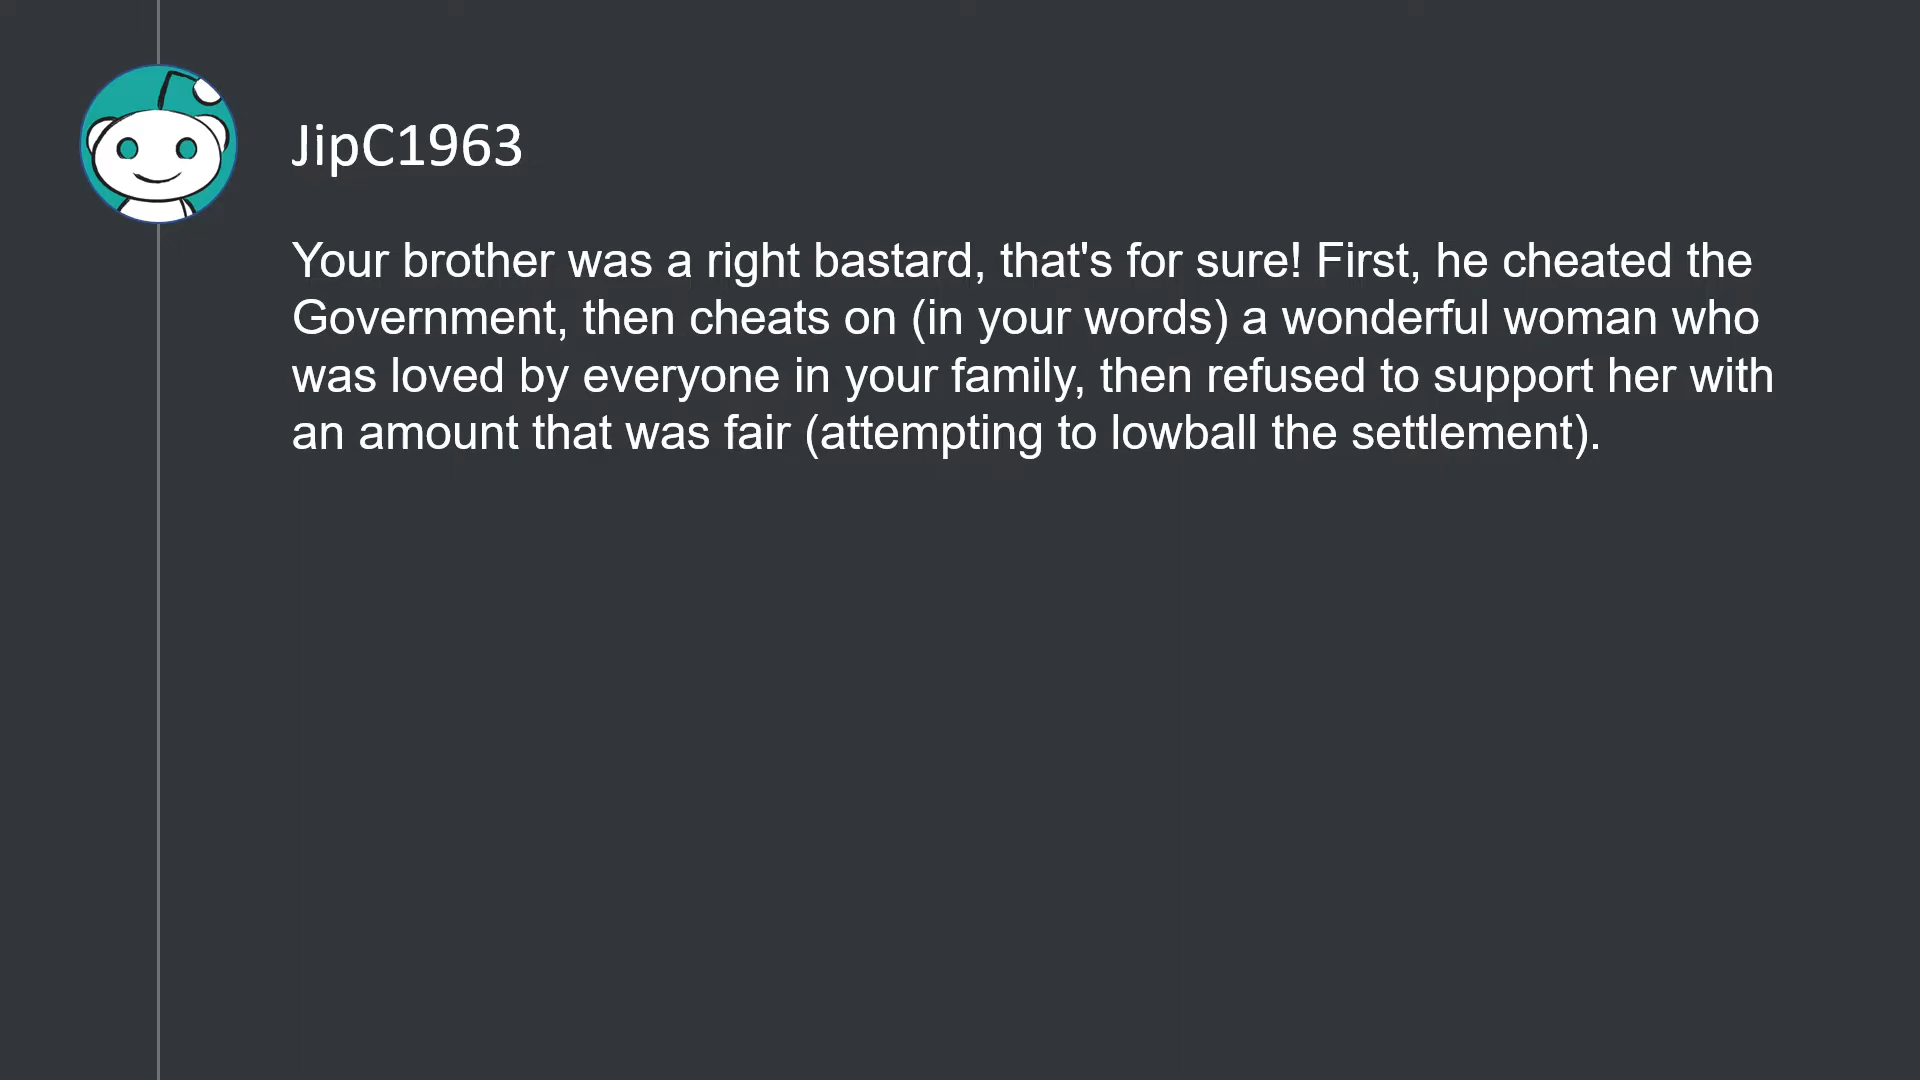 JipC1963
Your brother was a right bastard, that's for sure! First, he cheated the
Government, then cheats on (in your words) a wonderful woman who
was loved by everyone in your family, then refused to support her with
an amount that was fair (attempting to lowball the settlement).